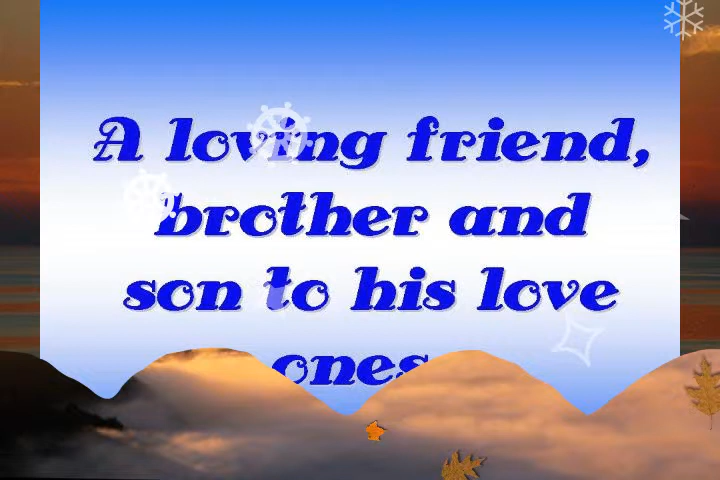 A loving friend,
brother and
son to his love
ones